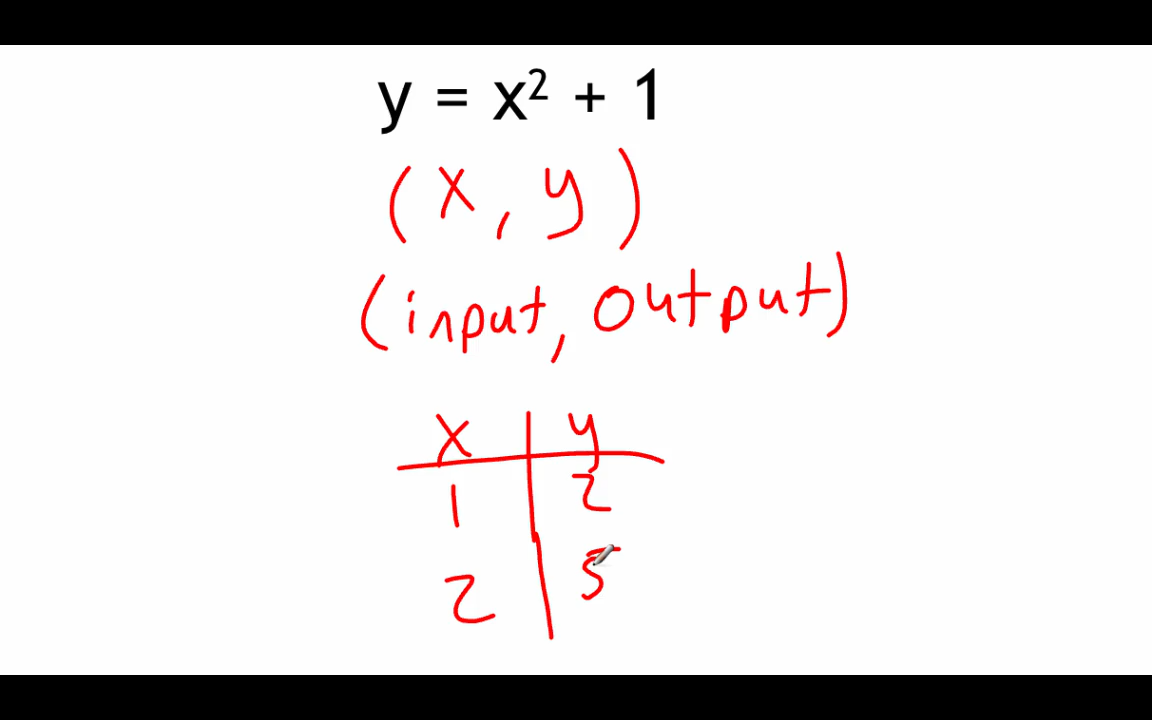 y = x² + 1
(x, y)
(input, output)
x | y
1 | 2
2 | 5